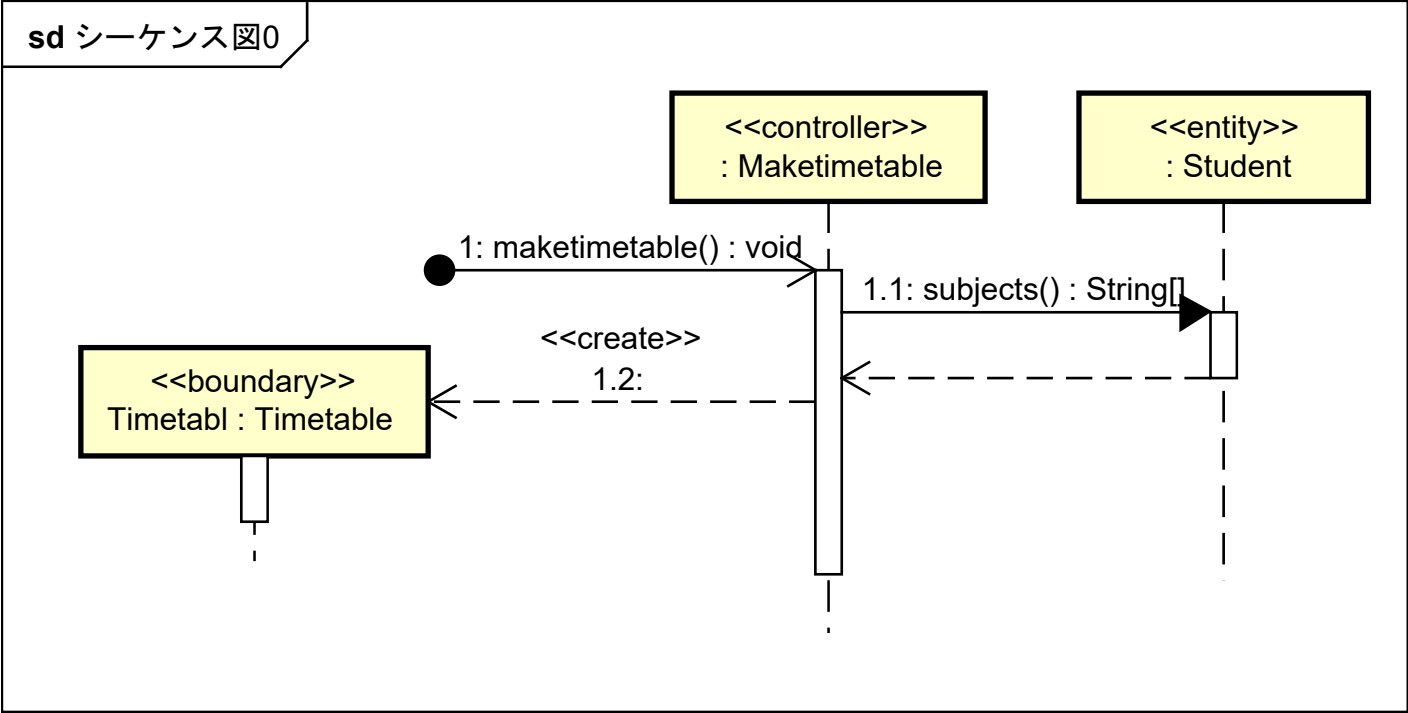 sd シーケンス図0
<<controller>>
: Maketimetable
<<entity>>
: Student
1: maketimetable() : void
1.1: subjects() : String[]
<<create>>
1.2:
<<boundary>>
Timetabl : Timetable